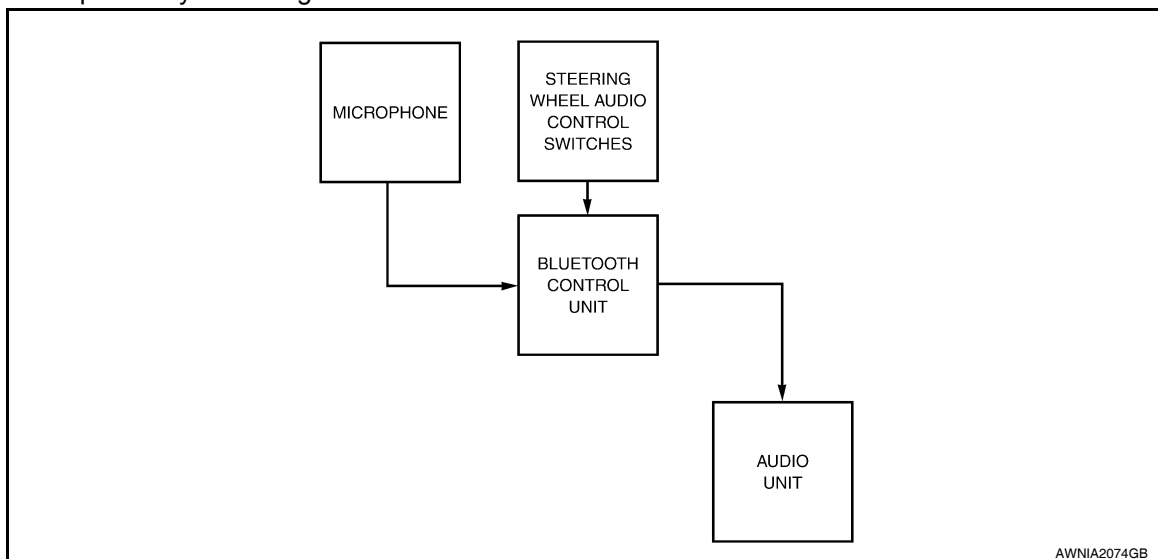 MICROPHONE
STEERING
WHEEL AUDIO
CONTROL
SWITCHES
BLUETOOTH
CONTROL
UNIT
AUDIO
UNIT
AWNIA2074GB